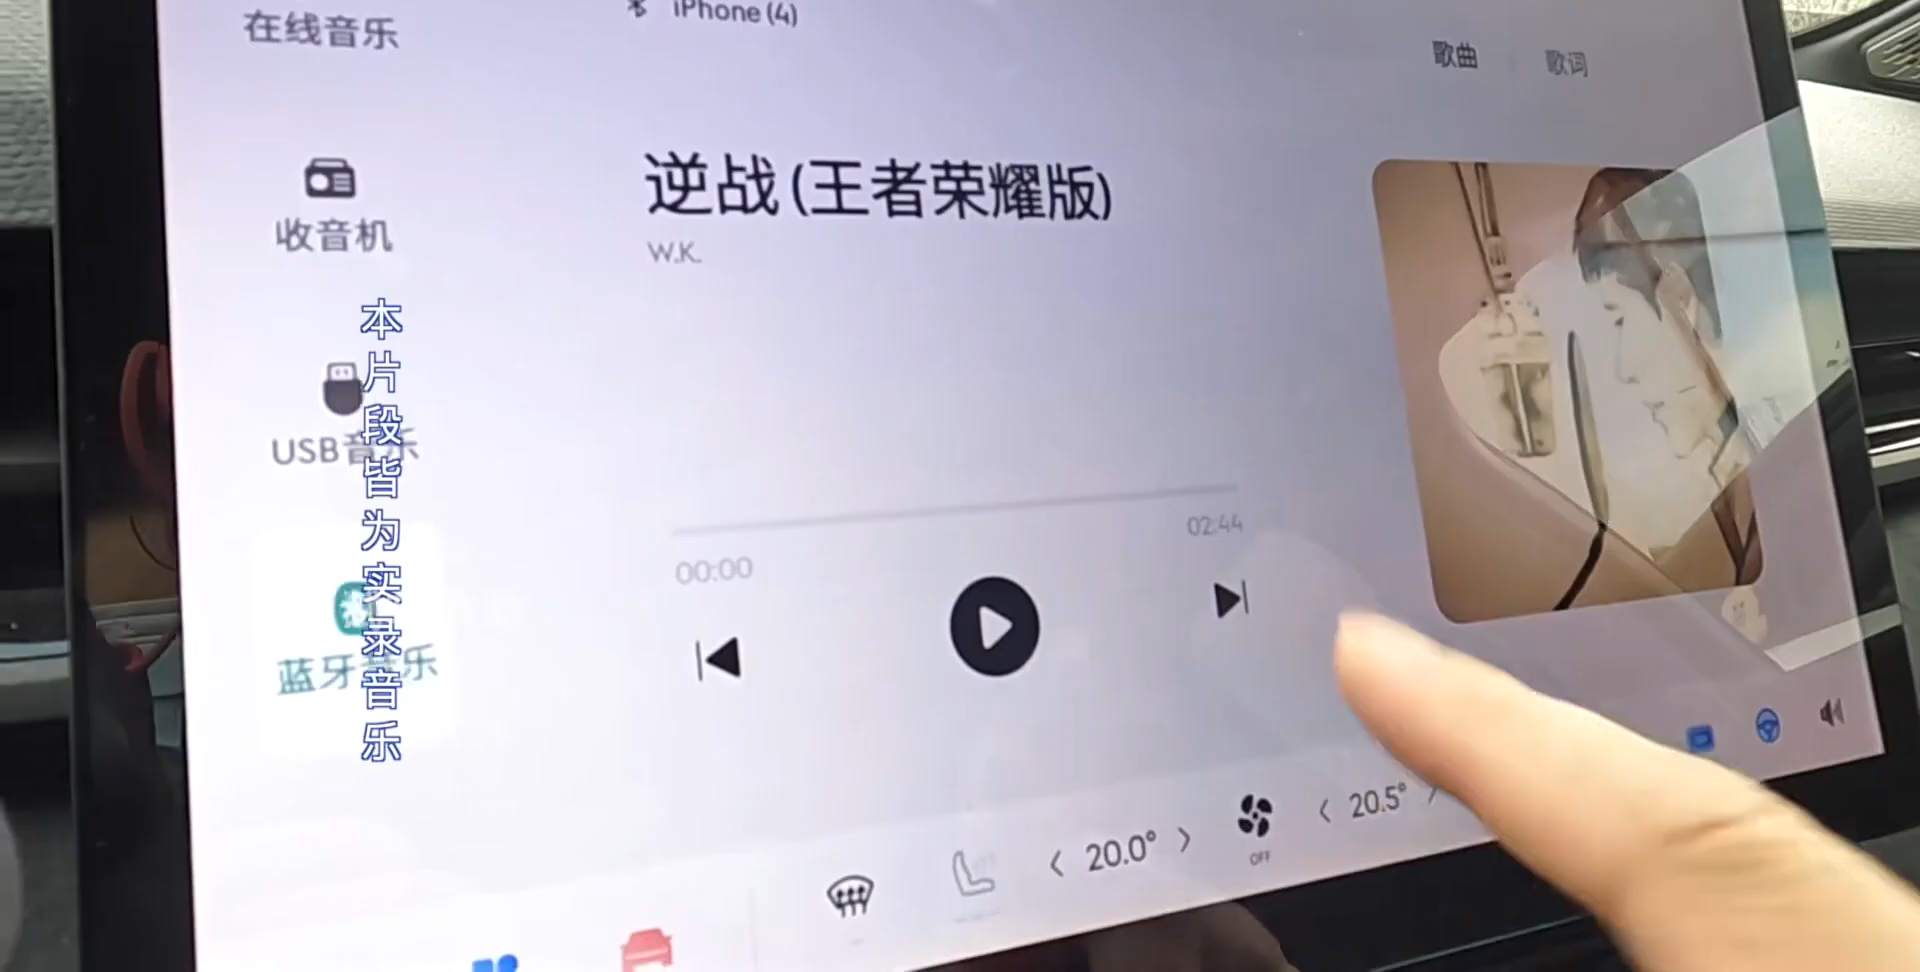 在线音乐
iPhone (4)
歌曲
歌词
逆战 (王者荣耀版)
W.K.
收音机
USB音乐
蓝牙音乐
本片段皆为实录音乐
00:00
02:44
20.0°
OFF
20.5°